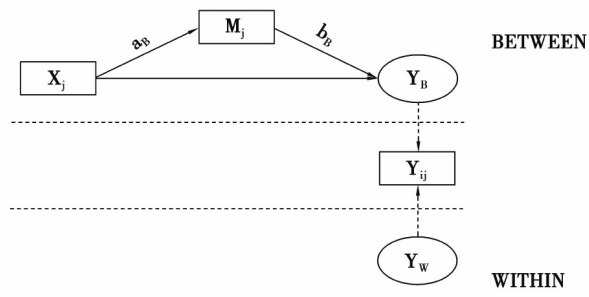 M_j
a_B
b_B
BETWEEN
X_j
Y_B
Y_ij
Y_W
WITHIN